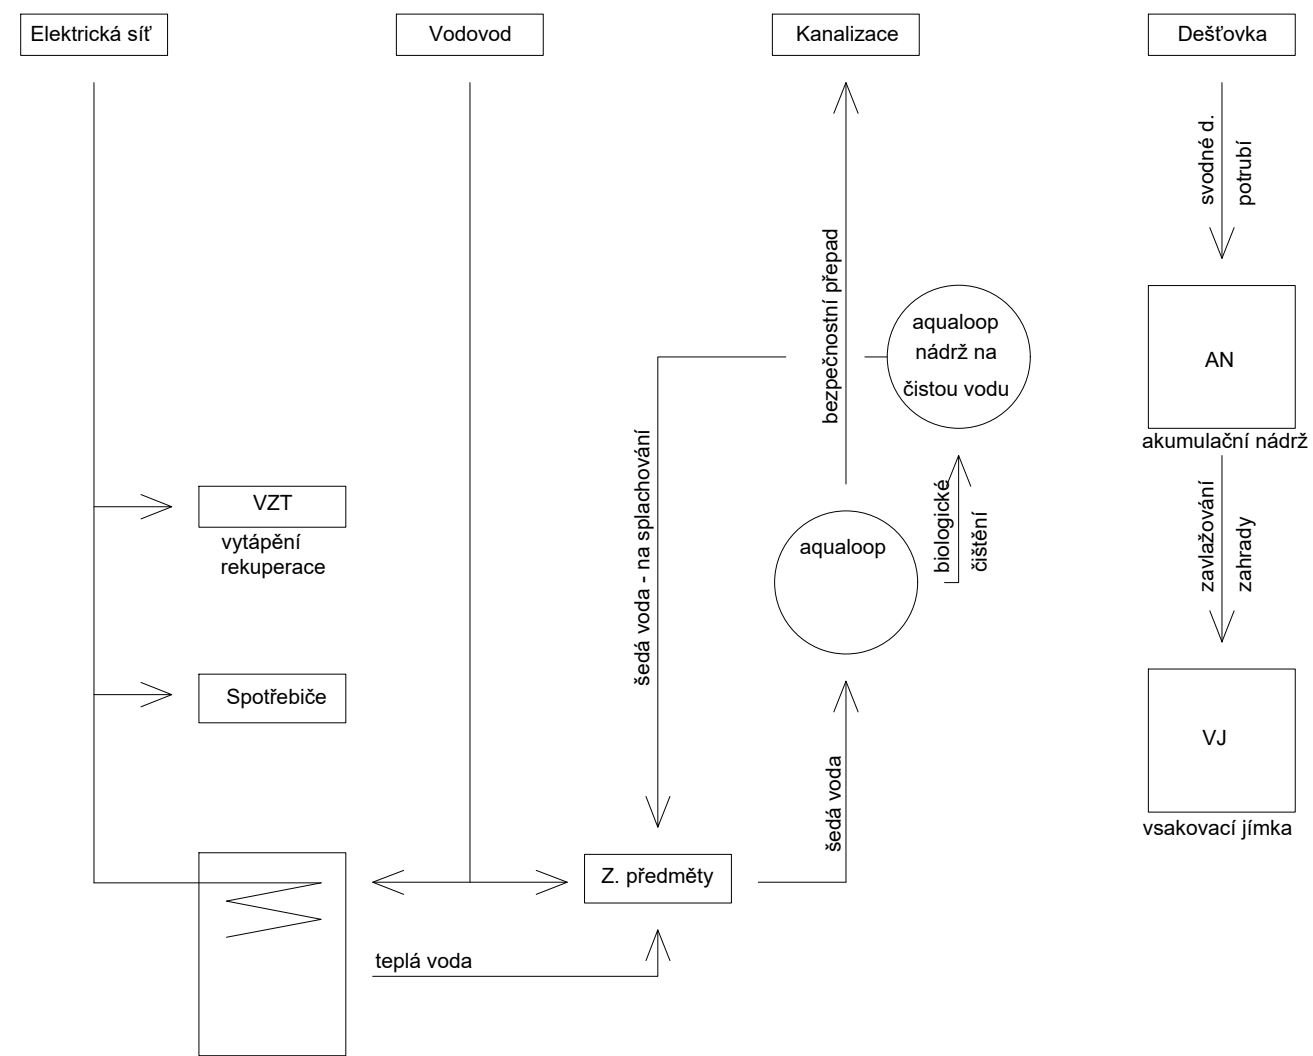 Elektrická síť
Vodovod
Kanalizace
Dešťovka
svodné d.
potrubí
bezpečnostní přepad
aqualoop
nádrž na
čistou vodu
AN
akumulační nádrž
šedá voda - na splachování
VZT
vytápění
rekuperace
aqualoop
biologické
čištění
zavlažování
zahrady
Spotřebiče
VJ
vsakovací jímka
šedá voda
Z. předměty
teplá voda